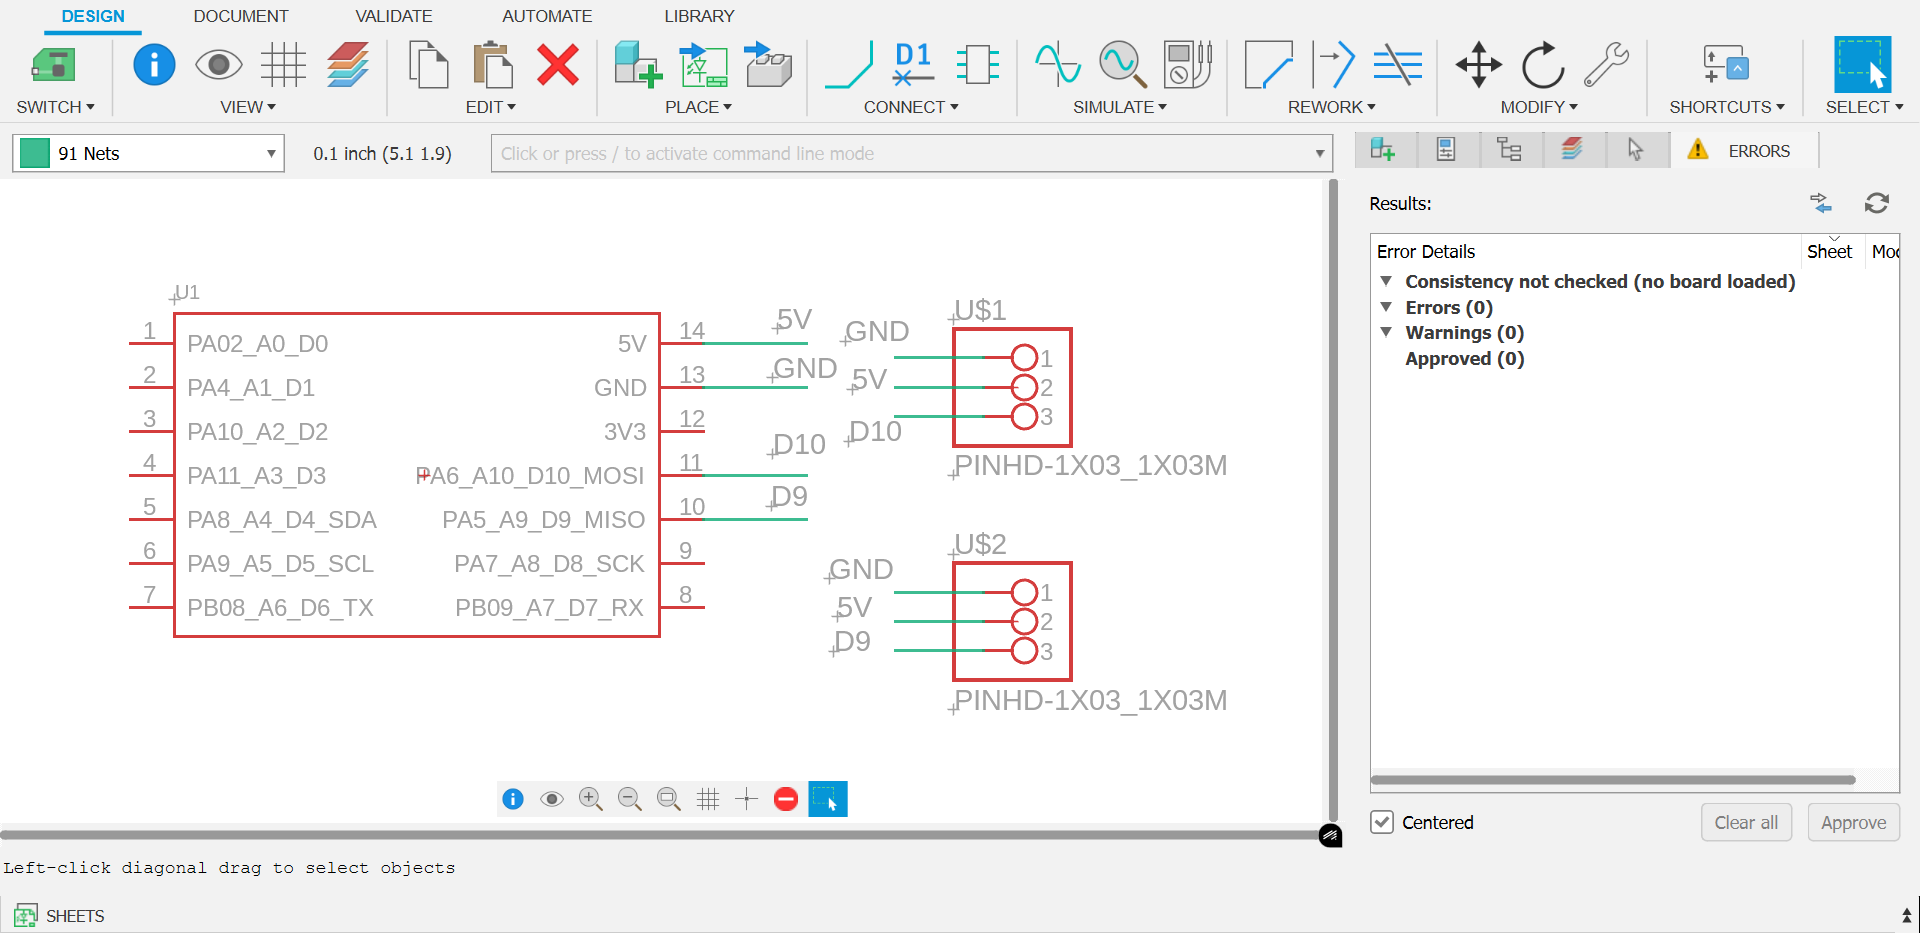 DESIGN DOCUMENT VALIDATE AUTOMATE LIBRARY
D1
SWITCH VIEW EDIT PLACE CONNECT SIMULATE REWORK MODIFY SHORTCUTS SELECT
91 Nets 0.1 inch (5.1 1.9) Click or press / to activate command line mode
ERRORS
Results:
Error Details Sheet Mod
Consistency not checked (no board loaded)
Errors (0)
Warnings (0)
Approved (0)
U1
1 PA02_A0_D0
2 PA4_A1_D1
3 PA10_A2_D2
4 PA11_A3_D3
5 PA8_A4_D4_SDA
6 PA9_A5_D5_SCL
7 PB08_A6_D6_TX
5V 14 5V
GND 13 GND
3V3 12
PA6_A10_D10_MOSI 11 D10
PA5_A9_D9_MISO 10 D9
PA7_A8_D8_SCK 9
PB09_A7_D7_RX 8
U$1
GND 1
5V 2
D10 3
PINHD-1X03_1X03M
U$2
GND 1
5V 2
D9 3
PINHD-1X03_1X03M
Centered Clear all Approve
Left-click diagonal drag to select objects
SHEETS